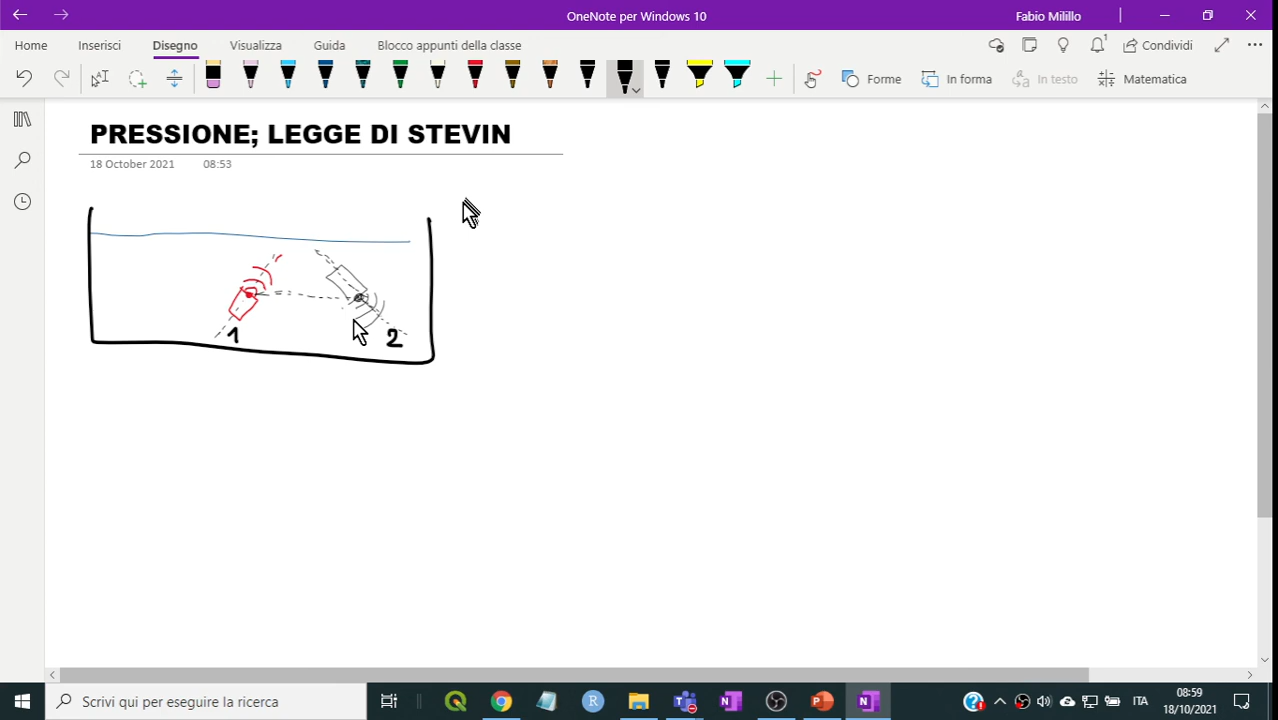 OneNote per Windows 10
Fabio Milillo
Home
Inserisci
Disegno
Visualizza
Guida
Blocco appunti della classe
Condividi
Forme
In forma
In testo
Matematica
PRESSIONE; LEGGE DI STEVIN
18 October 2021 08:53
1
2
Scrivi qui per eseguire la ricerca
ITA
08:59
18/10/2021